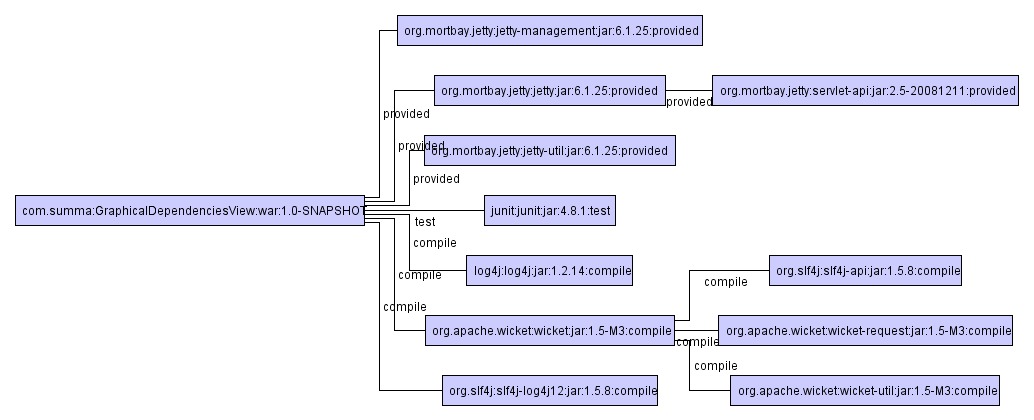 org.mortbay.jetty:jetty-management:jar:6.1.25:provided
org.mortbay.jetty:jetty:jar:6.1.25:provided
provided
org.mortbay.jetty:servlet-api:jar:2.5-20081211:provided
provided
provided
org.mortbay.jetty:jetty-util:jar:6.1.25:provided
provided
com.summa:GraphicalDependenciesView:war:1.0-SNAPSHOT
junit:junit:jar:4.8.1:test
test
compile
log4j:log4j:jar:1.2.14:compile
compile
org.slf4j:slf4j-api:jar:1.5.8:compile
compile
compile
org.apache.wicket:wicket:jar:1.5-M3:compile
org.apache.wicket:wicket-request:jar:1.5-M3:compile
compile
compile
org.slf4j:slf4j-log4j12:jar:1.5.8:compile
org.apache.wicket:wicket-util:jar:1.5-M3:compile